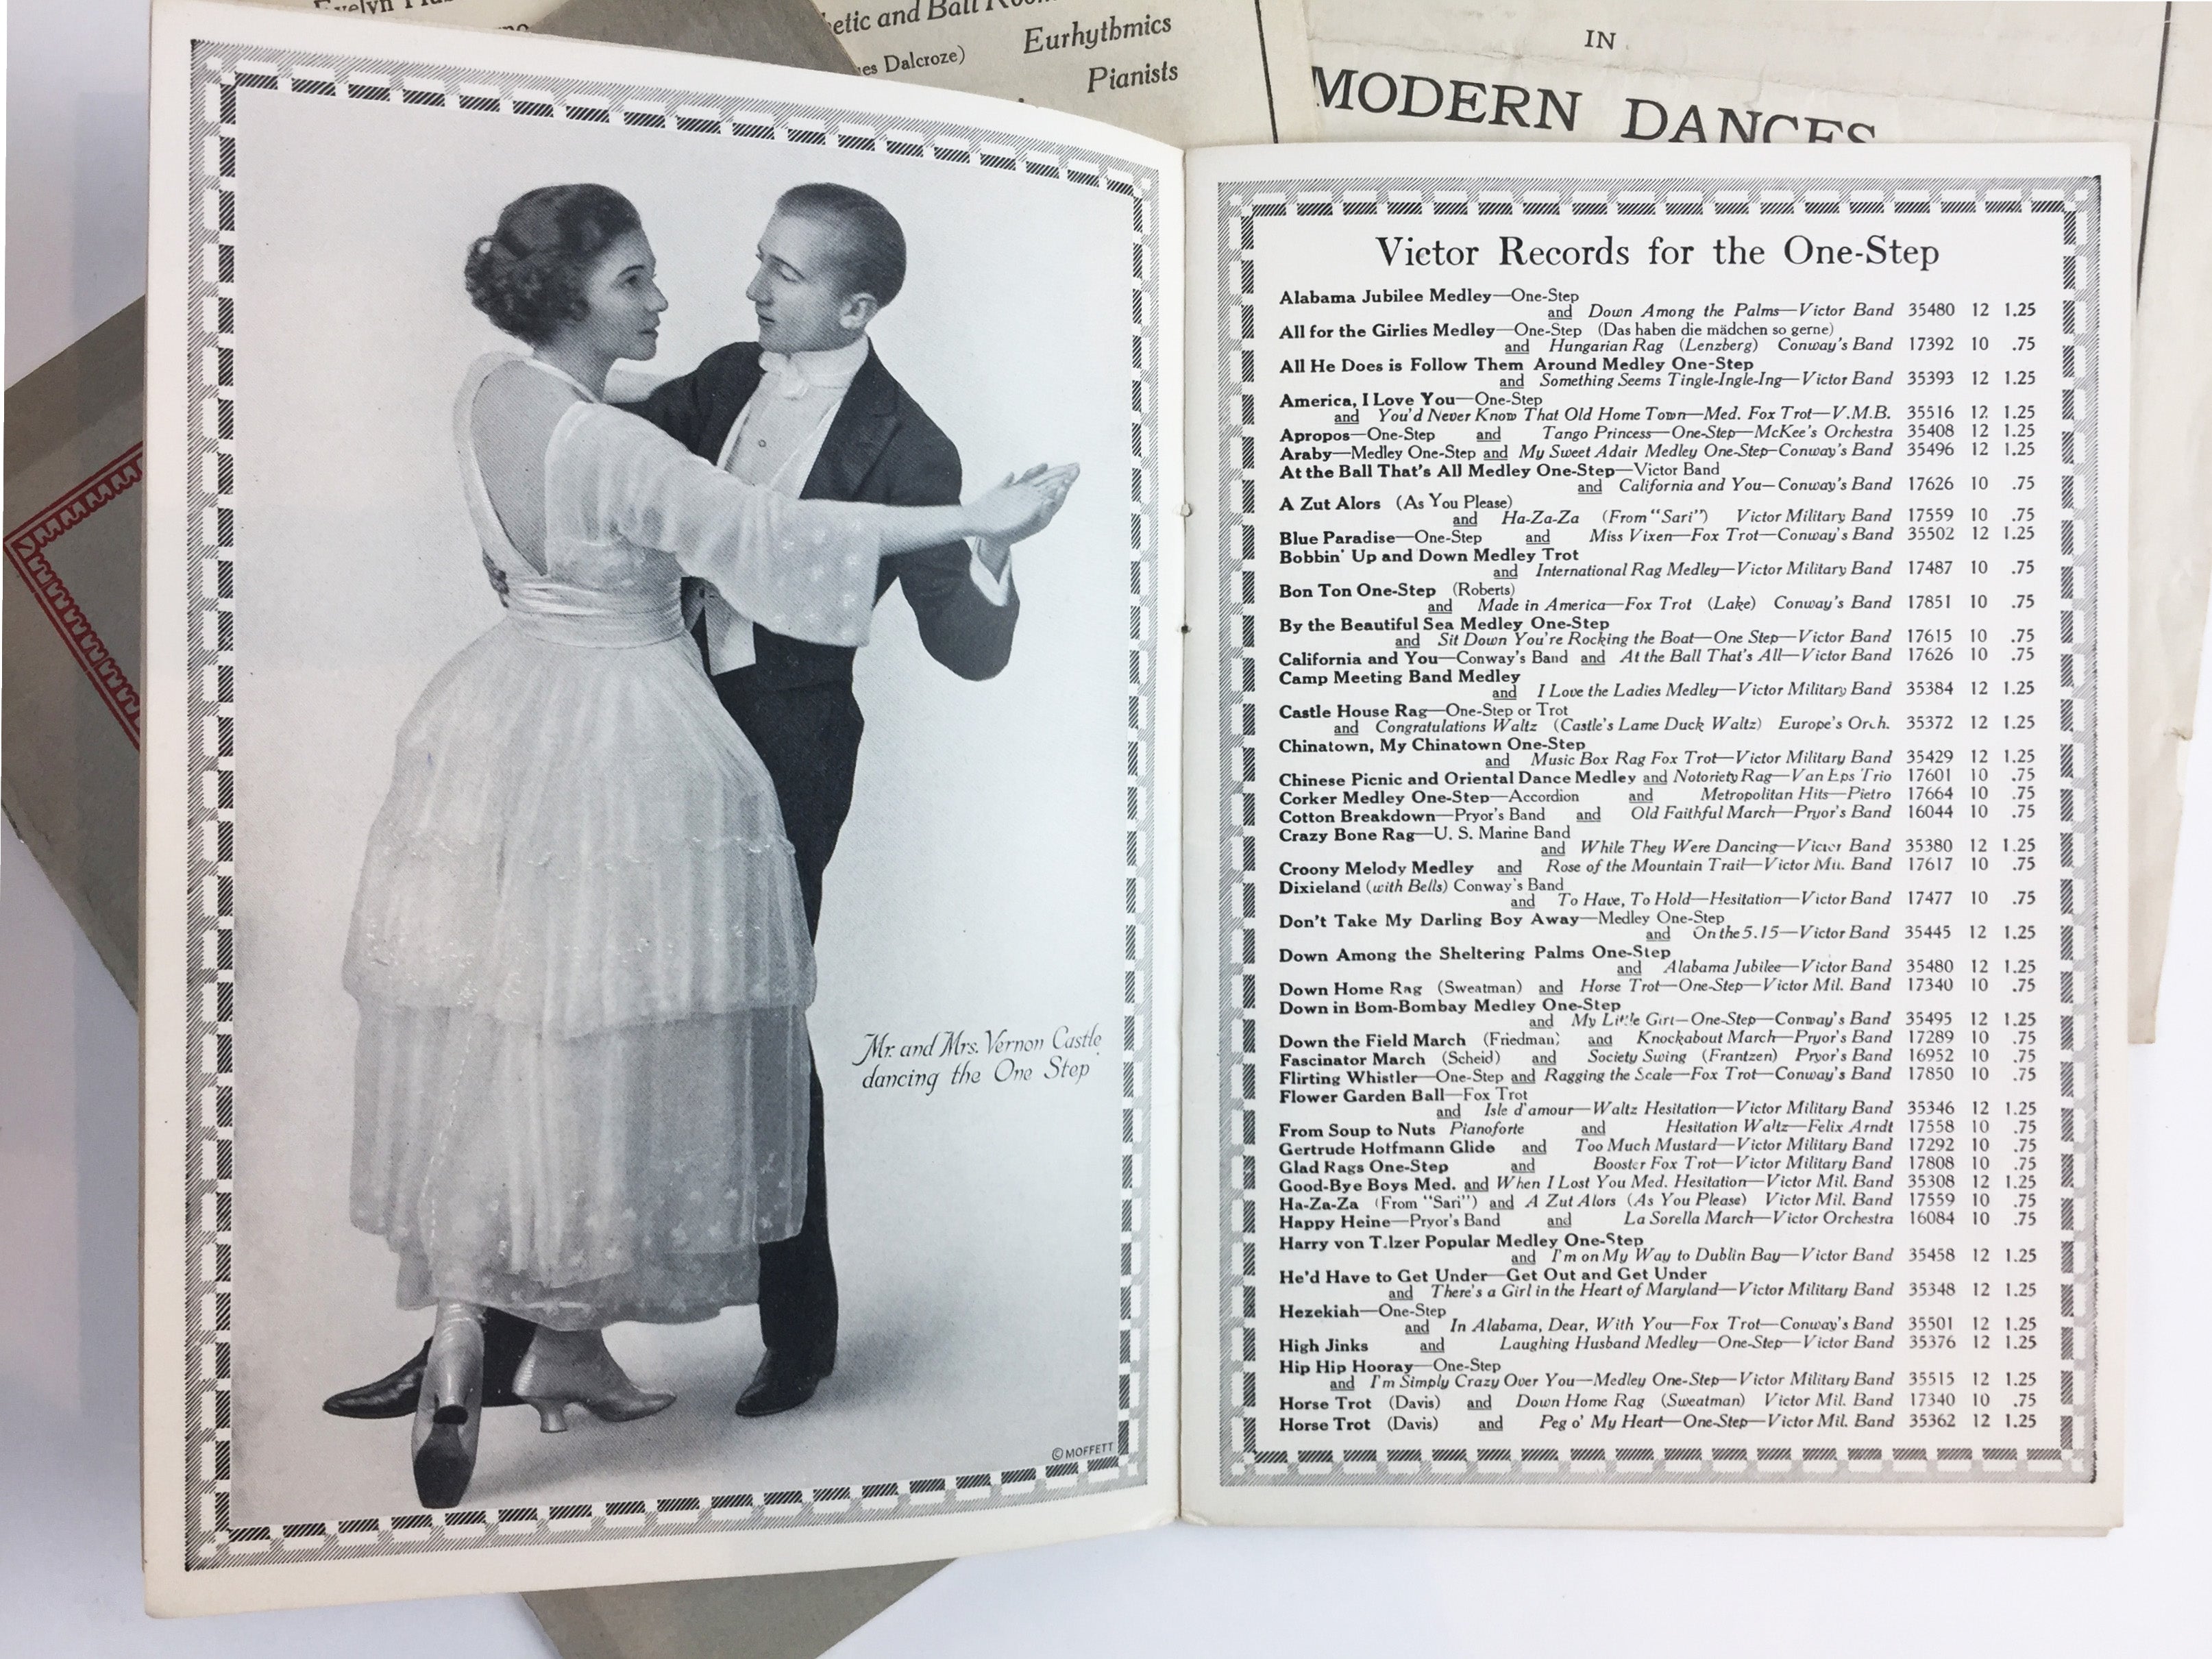 Evelyn
etic and Ball
Eurhythmics
es Dalcroze)
Pianists
IN
MODERN DANCES
Mr. and Mrs. Vernon Castle
dancing the One Step
©MOFFETT
Victor Records for the One-Step
Alabama Jubilee Medley—One-Step
and Down Among the Palms—Victor Band 35480 12 1.25
All for the Girlies Medley—One-Step (Das haben die mädchen so gerne)
and Hungarian Rag (Lenzberg) Conway's Band 17392 10 .75
All He Does is Follow Them Around Medley One-Step
and Something Seems Tingle-Ingle-Ing—Victor Band 35393 12 1.25
America, I Love You—One-Step
and You'd Never Know That Old Home Town—Med. Fox Trot—V.M.B. 35516 12 1.25
Apropos—One-Step and Tango Princess—One-Step—McKee's Orchestra 35408 12 1.25
Araby—Medley One-Step and My Sweet Adair Medley One-Step—Conway's Band 35496 12 1.25
At the Ball That's All Medley One-Step—Victor Band
and California and You—Conway's Band 17626 10 .75
A Zut Alors (As You Please)
and Ha-Za-Za (From "Sari") Victor Military Band 17559 10 .75
Blue Paradise—One-Step and Miss Vixen—Fox Trot—Conway's Band 35502 12 1.25
Bobbin' Up and Down Medley Trot
and International Rag Medley—Victor Military Band 17487 10 .75
Bon Ton One-Step (Roberts)
and Made in America—Fox Trot (Lake) Conway's Band 17851 10 .75
By the Beautiful Sea Medley One-Step
and Sit Down You're Rocking the Boat—One Step—Victor Band 17615 10 .75
California and You—Conway's Band and At the Ball That's All—Victor Band 17626 10 .75
Camp Meeting Band Medley
and I Love the Ladies Medley—Victor Military Band 35384 12 1.25
Castle House Rag—One-Step or Trot
and Congratulations Waltz (Castle's Lame Duck Waltz) Europe's Orch. 35372 12 1.25
Chinatown, My Chinatown One-Step
and Music Box Rag Fox Trot—Victor Military Band 35429 12 1.25
Chinese Picnic and Oriental Dance Medley and Notoriety Rag—Van Eps Trio 17601 10 .75
Corker Medley One-Step—Accordion and Metropolitan Hits—Pietro 17664 10 .75
Cotton Breakdown—Pryor's Band and Old Faithful March—Pryor's Band 16044 10 .75
Crazy Bone Rag—U. S. Marine Band
and While They Were Dancing—Victor Band 35380 12 1.25
Croony Melody Medley and Rose of the Mountain Trail—Victor Mil. Band 17617 10 .75
Dixieland (with Bells) Conway's Band
and To Have, To Hold—Hesitation—Victor Band 17477 10 .75
Don't Take My Darling Boy Away—Medley One-Step
and On the 5.15—Victor Band 35445 12 1.25
Down Among the Sheltering Palms One-Step
and Alabama Jubilee—Victor Band 35480 12 1.25
Down Home Rag (Sweatman) and Horse Trot—One-Step—Victor Mil. Band 17340 10 .75
Down in Bom-Bombay Medley One-Step
and My Little Girl—One-Step—Conway's Band 35495 12 1.25
Down the Field March (Friedman) and Knockabout March—Pryor's Band 17289 10 .75
Fascinator March (Scheid) and Society Swing (Frantzen) Pryor's Band 16952 10 .75
Flirting Whistler—One-Step and Ragging the Scale—Fox Trot—Conway's Band 17850 10 .75
Flower Garden Ball—Fox Trot
and Isle d'amour—Waltz Hesitation—Victor Military Band 35346 12 1.25
From Soup to Nuts Pianoforte and Hesitation Waltz—Felix Arndt 17558 10 .75
Gertrude Hoffmann Glide and Too Much Mustard—Victor Military Band 17292 10 .75
Glad Rags One-Step and Booster Fox Trot—Victor Military Band 17808 10 .75
Good-Bye Boys Med. and When I Lost You Med. Hesitation—Victor Mil. Band 35308 12 1.25
Ha-Za-Za (From "Sari") and A Zut Alors (As You Please) Victor Mil. Band 17559 10 .75
Happy Heine—Pryor's Band and La Sorella March—Victor Orchestra 16084 10 .75
Harry von Tilzer Popular Medley One-Step
and I'm on My Way to Dublin Bay—Victor Band 35458 12 1.25
He'd Have to Get Under—Get Out and Get Under
and There's a Girl in the Heart of Maryland—Victor Military Band 35348 12 1.25
Hezekiah—One-Step
and In Alabama, Dear, With You—Fox Trot—Conway's Band 35501 12 1.25
High Jinks and Laughing Husband Medley—One-Step—Victor Band 35376 12 1.25
Hip Hip Hooray—One-Step
and I'm Simply Crazy Over You—Medley One-Step—Victor Military Band 35515 12 1.25
Horse Trot (Davis) and Down Home Rag (Sweatman) Victor Mil. Band 17340 10 .75
Horse Trot (Davis) and Peg o' My Heart—One-Step—Victor Mil. Band 35362 12 1.25